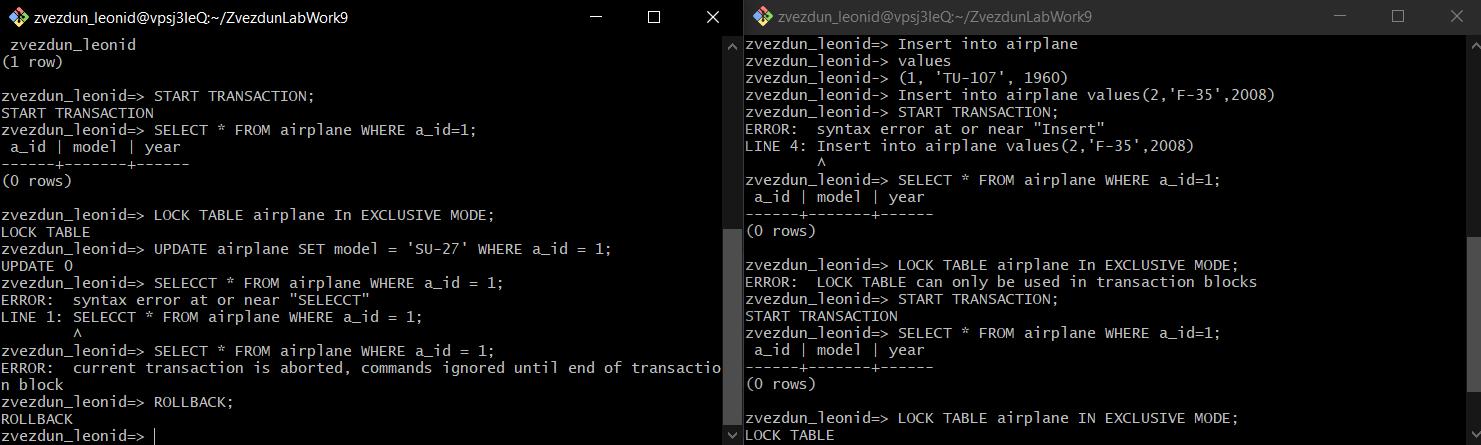 zvezdun_leonid@vpsj3IeQ:~/ZvezdunLabWork9
 zvezdun_leonid
(1 row)

zvezdun_leonid=> START TRANSACTION;
START TRANSACTION
zvezdun_leonid=> SELECT * FROM airplane WHERE a_id=1;
 a_id | model | year
------+-------+------
(0 rows)

zvezdun_leonid=> LOCK TABLE airplane In EXCLUSIVE MODE;
LOCK TABLE
zvezdun_leonid=> UPDATE airplane SET model = 'SU-27' WHERE a_id = 1;
UPDATE 0
zvezdun_leonid=> SELECCT * FROM airplane WHERE a_id = 1;
ERROR:  syntax error at or near "SELECCT"
LINE 1: SELECCT * FROM airplane WHERE a_id = 1;
        ^
zvezdun_leonid=> SELECT * FROM airplane WHERE a_id = 1;
ERROR:  current transaction is aborted, commands ignored until end of transactio
n block
zvezdun_leonid=> ROLLBACK;
ROLLBACK
zvezdun_leonid=>
zvezdun_leonid@vpsj3IeQ:~/ZvezdunLabWork9
zvezdun_leonid=> Insert into airplane
zvezdun_leonid-> values
zvezdun_leonid-> (1, 'TU-107', 1960)
zvezdun_leonid-> Insert into airplane values(2,'F-35',2008)
zvezdun_leonid-> START TRANSACTION;
ERROR:  syntax error at or near "Insert"
LINE 4: Insert into airplane values(2,'F-35',2008)
        ^
zvezdun_leonid=> SELECT * FROM airplane WHERE a_id=1;
 a_id | model | year
------+-------+------
(0 rows)

zvezdun_leonid=> LOCK TABLE airplane In EXCLUSIVE MODE;
ERROR:  LOCK TABLE can only be used in transaction blocks
zvezdun_leonid=> START TRANSACTION;
START TRANSACTION
zvezdun_leonid=> SELECT * FROM airplane WHERE a_id=1;
 a_id | model | year
------+-------+------
(0 rows)

zvezdun_leonid=> LOCK TABLE airplane IN EXCLUSIVE MODE;
LOCK TABLE